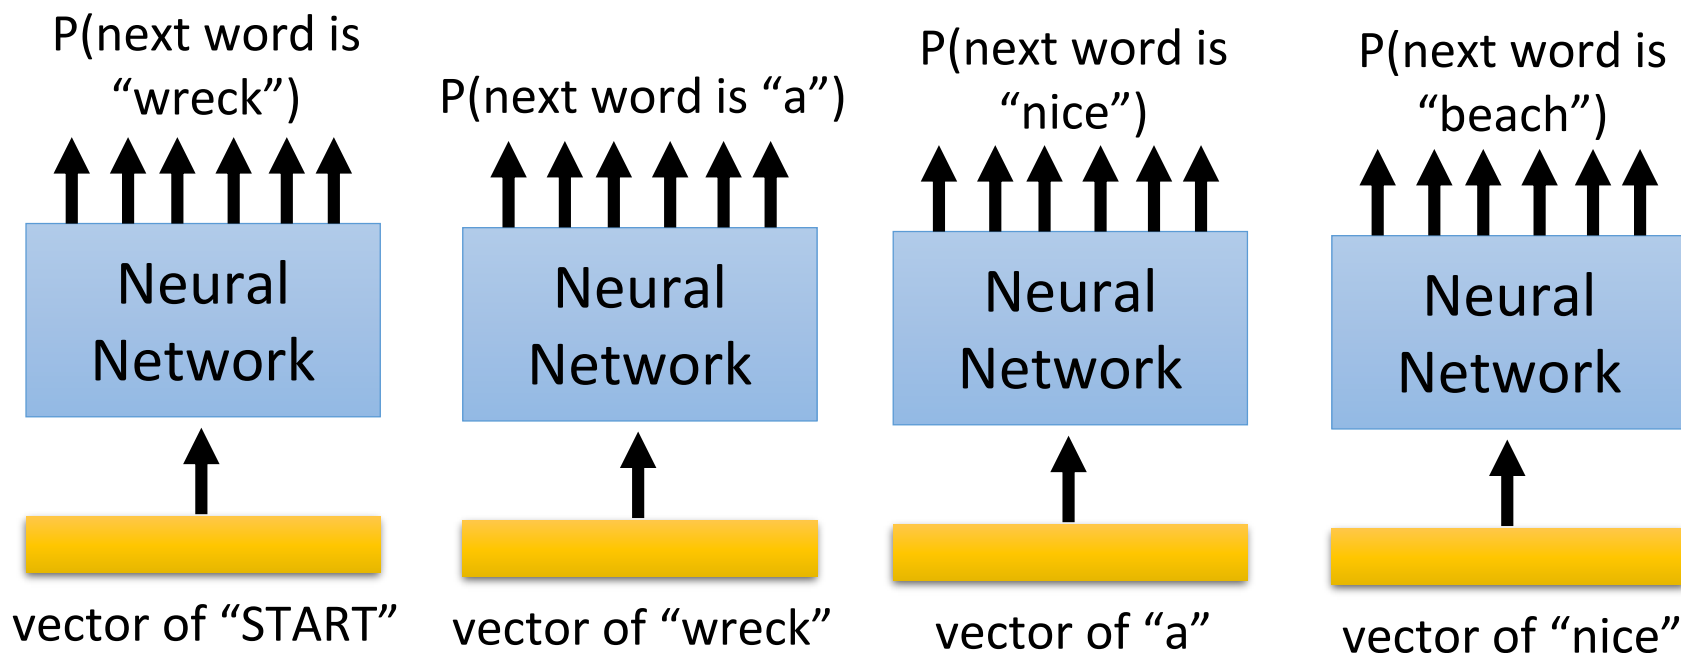 P(next word is
“wreck”)
P(next word is “a”)
P(next word is
“nice”)
P(next word is
“beach”)
Neural
Network
Neural
Network
Neural
Network
Neural
Network
vector of “START”
vector of “wreck”
vector of “a”
vector of “nice”